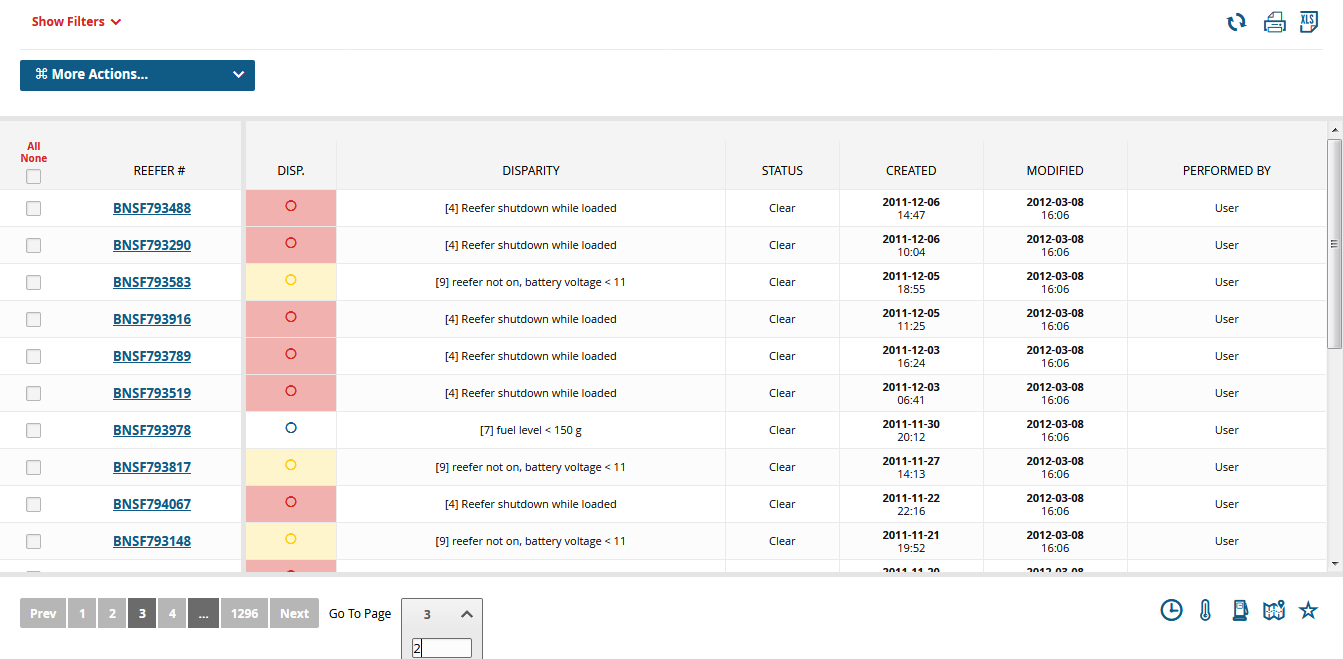 Show Filters
XLS
⌘ More Actions...
All
None
REEFER # DISP. DISPARITY STATUS CREATED MODIFIED PERFORMED BY
BNSF793488 [4] Reefer shutdown while loaded Clear 2011-12-06 14:47 2012-03-08 16:06 User
BNSF793290 [4] Reefer shutdown while loaded Clear 2011-12-06 10:04 2012-03-08 16:06 User
BNSF793583 [9] reefer not on, battery voltage < 11 Clear 2011-12-05 18:55 2012-03-08 16:06 User
BNSF793916 [4] Reefer shutdown while loaded Clear 2011-12-05 11:25 2012-03-08 16:06 User
BNSF793789 [4] Reefer shutdown while loaded Clear 2011-12-03 16:24 2012-03-08 16:06 User
BNSF793519 [4] Reefer shutdown while loaded Clear 2011-12-03 06:41 2012-03-08 16:06 User
BNSF793978 [7] fuel level < 150 g Clear 2011-11-30 20:12 2012-03-08 16:06 User
BNSF793817 [9] reefer not on, battery voltage < 11 Clear 2011-11-27 14:13 2012-03-08 16:06 User
BNSF794067 [4] Reefer shutdown while loaded Clear 2011-11-22 22:16 2012-03-08 16:06 User
BNSF793148 [9] reefer not on, battery voltage < 11 Clear 2011-11-21 19:52 2012-03-08 16:06 User
Prev 1 2 3 4 ... 1296 Next Go To Page 3
2